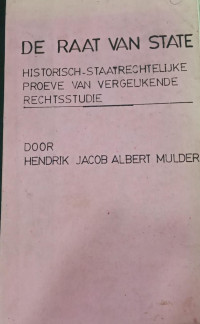 DE RAAT VAN STATE
HISTORISCH-STAATRECHTELIJKE
PROEVE VAN VERGELIJKENDE
RECHTSSTUDIE
DOOR
HENDRIK JACOB ALBERT MULDER